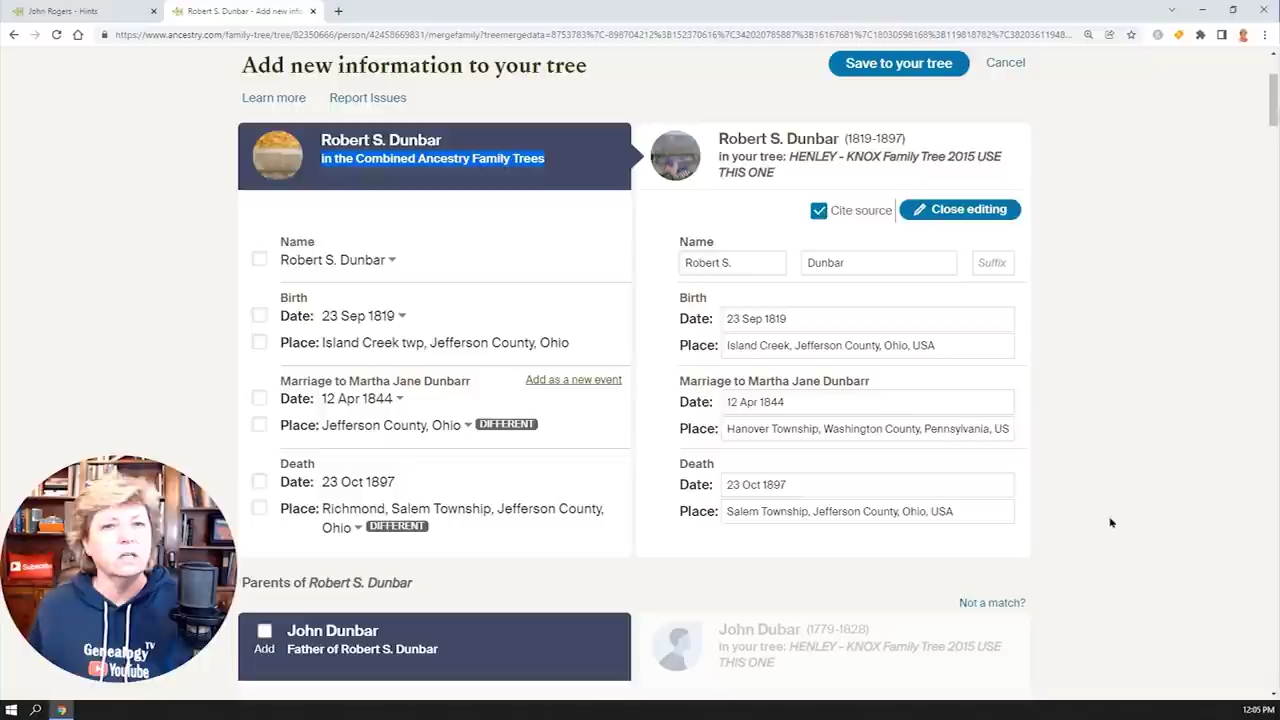 John Rogers - Hints
Robert S. Dunbar - Add new info
https://www.ancestry.com/family-tree/tree/82350666/person/42458669831/mergefamily?treemergedata=8753783%7C-898704212%3B152370616%7C342020785887%3B16167681%7C18030598168%3B119818782%7C38203611948...
Add new information to your tree
Save to your tree
Cancel
Learn more
Report Issues
Robert S. Dunbar
in the Combined Ancestry Family Trees
Robert S. Dunbar (1819-1897)
in your tree: HENLEY - KNOX Family Tree 2015 USE
THIS ONE
Cite source
Close editing
Name
Robert S. Dunbar
Name
Robert S.
Dunbar
Suffix
Birth
Date: 23 Sep 1819
Place: Island Creek twp, Jefferson County, Ohio
Birth
Date: 23 Sep 1819
Place: Island Creek, Jefferson County, Ohio, USA
Marriage to Martha Jane Dunbarr
Add as a new event
Date: 12 Apr 1844
Place: Jefferson County, Ohio DIFFERENT
Marriage to Martha Jane Dunbarr
Date: 12 Apr 1844
Place: Hanover Township, Washington County, Pennsylvania, US
Death
Date: 23 Oct 1897
Place: Richmond, Salem Township, Jefferson County,
Ohio DIFFERENT
Death
Date: 23 Oct 1897
Place: Salem Township, Jefferson County, Ohio, USA
Parents of Robert S. Dunbar
Not a match?
John Dunbar
Add
Father of Robert S. Dunbar
John Dubar (1779-1828)
in your tree: HENLEY - KNOX Family Tree 2015 USE
THIS ONE
Subscribe
Genealogy TV
YouTube
12:05 PM